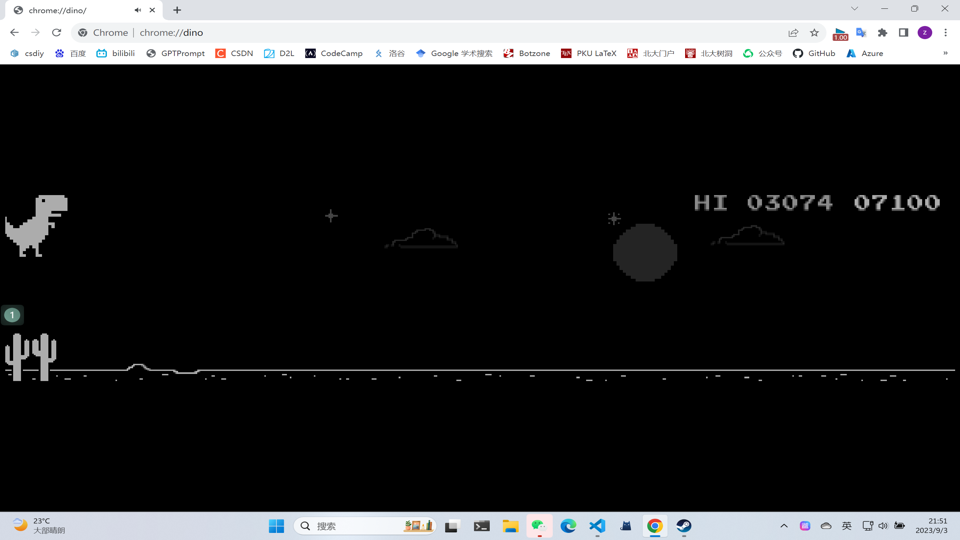 chrome://dino/
Chrome | chrome://dino
1.00
z
csdiy 百度 bilibili GPTPrompt CSDN D2L CodeCamp 洛谷 Google 学术搜索 Botzone PKU LaTeX 北大门户 北大树洞 公众号 GitHub Azure »
HI 03074 07100
1
23°C
大部晴朗
搜索
英
21:51
2023/9/3